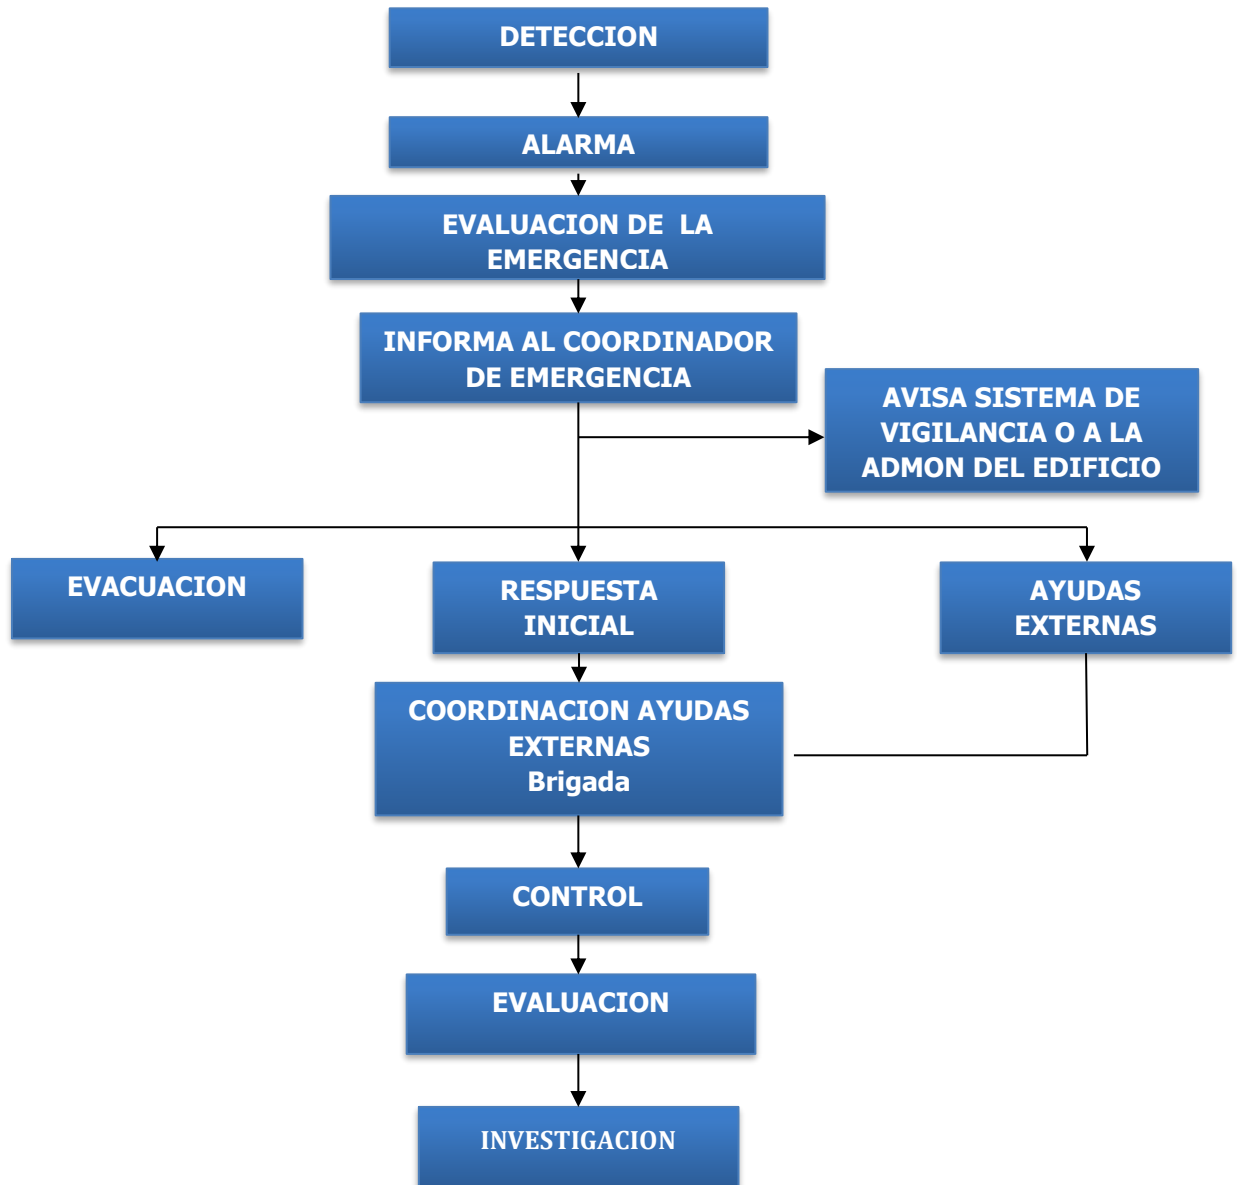 DETECCION
ALARMA
EVALUACION DE  LA
EMERGENCIA
INFORMA AL COORDINADOR
DE EMERGENCIA
AVISA SISTEMA DE
VIGILANCIA O A LA
ADMON DEL EDIFICIO
EVACUACION
RESPUESTA
INICIAL
AYUDAS
EXTERNAS
COORDINACION AYUDAS
EXTERNAS
Brigada
CONTROL
EVALUACION
INVESTIGACION